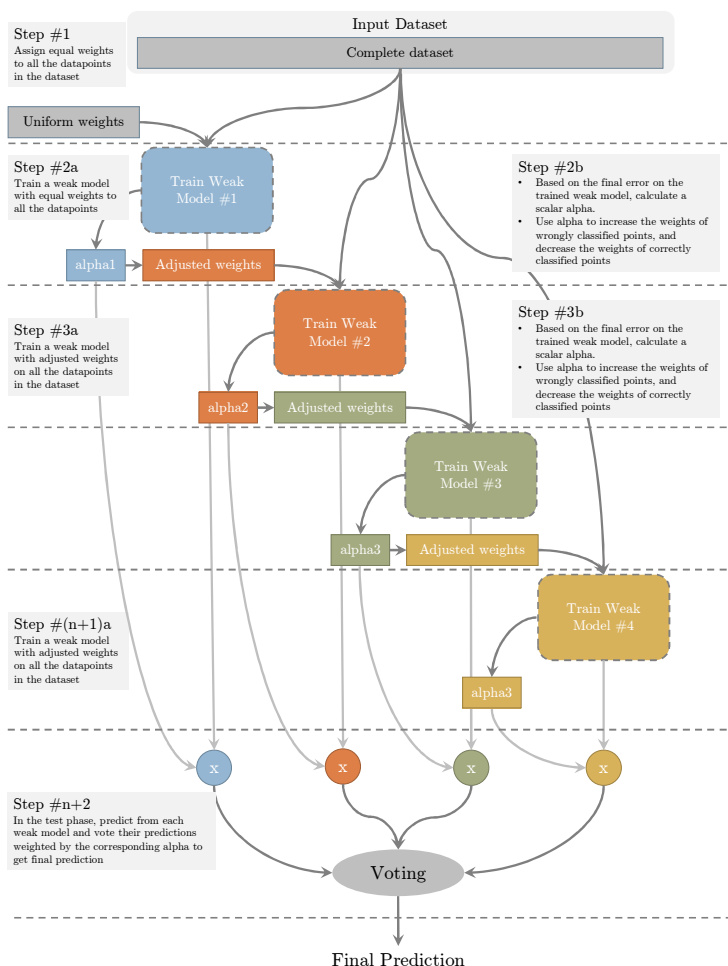 Input Dataset
Complete dataset
Step #1
Assign equal weights
to all the datapoints
in the dataset
Uniform weights
Step #2a
Train a weak model
with equal weights to
all the datapoints
Train Weak
Model #1
Step #2b
• Based on the final error on the
trained weak model, calculate a
scalar alpha.
• Use alpha to increase the weights of
wrongly classified points, and
decrease the weights of correctly
classified points
alpha1
Adjusted weights
Step #3a
Train a weak model
with adjusted weights
on all the datapoints
in the dataset
Train Weak
Model #2
Step #3b
• Based on the final error on the
trained weak model, calculate a
scalar alpha.
• Use alpha to increase the weights of
wrongly classified points, and
decrease the weights of correctly
classified points
alpha2
Adjusted weights
Train Weak
Model #3
alpha3
Adjusted weights
Step #(n+1)a
Train a weak model
with adjusted weights
on all the datapoints
in the dataset
Train Weak
Model #4
alpha3
x
x
x
x
Step #n+2
In the test phase, predict from each
weak model and vote their predictions
weighted by the corresponding alpha to
get final prediction
Voting
Final Prediction